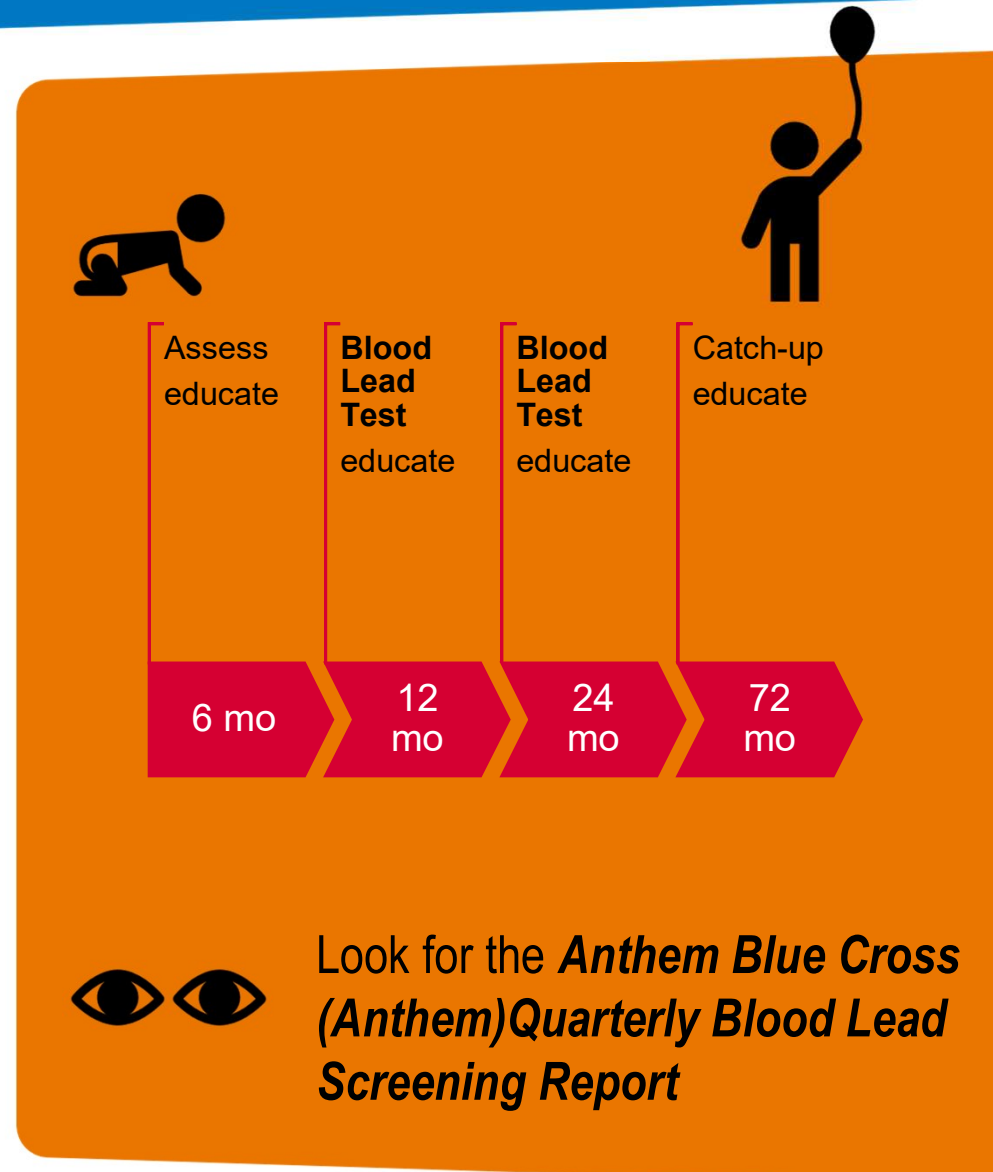 Assess
educate
Blood
Lead
Test
educate
Blood
Lead
Test
educate
Catch-up
educate
6 mo
12
mo
24
mo
72
mo
Look for the Anthem Blue Cross
(Anthem)Quarterly Blood Lead
Screening Report